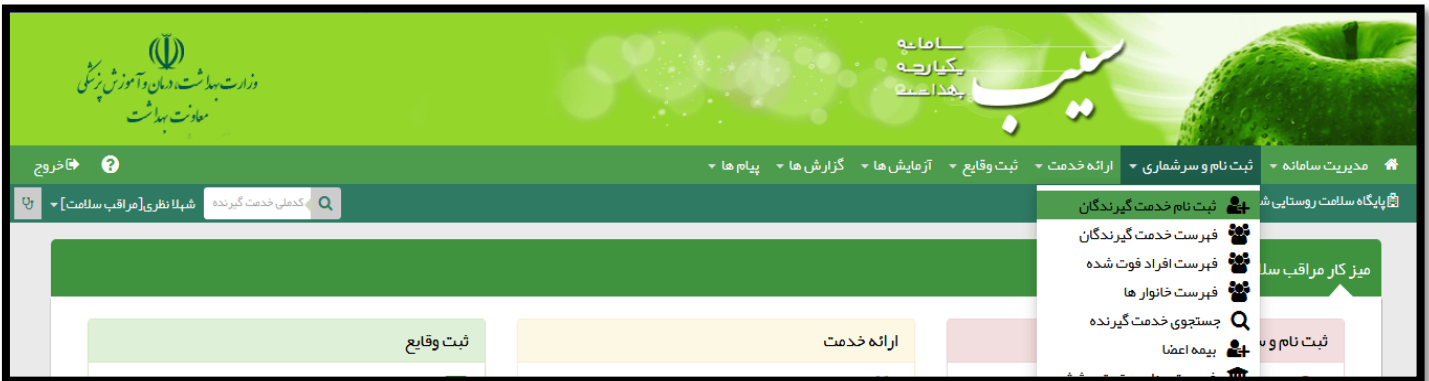 سامانه
یکپارچه
بهداشت
سیب
وزارت بهداشت، درمان و آموزش پزشکی
معاونت بهداشت
مدیریت سامانه
ثبت نام و سرشماری
ارائه خدمت
ثبت وقایع
آزمایش ها
گزارش ها
پیام ها
خروج
پایگاه سلامت روستایی
کدملی خدمت گیرنده
شهلا نظری[مراقب سلامت]
ثبت نام خدمت گیرندگان
فهرست خدمت گیرندگان
فهرست افراد فوت شده
فهرست خانوار ها
جستجوی خدمت گیرنده
بیمه اعضا
میز کار مراقب سلا
ثبت نام و س
ارائه خدمت
ثبت وقایع